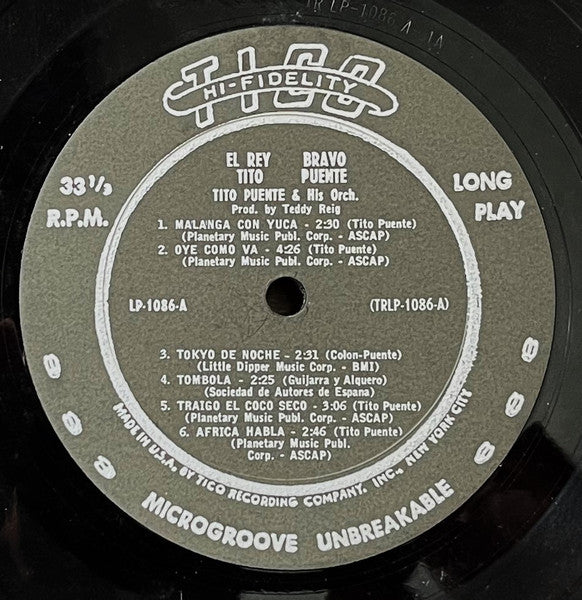 TR LP-1086 A 1A
TICO
HI-FIDELITY
EL REY BRAVO
TITO PUENTE
TITO PUENTE & His Orch.
Prod. by Teddy Reig
33 1/3
R.P.M.
LONG
PLAY
1. MALANGA CON YUCA - 2:30 (Tito Puente)
(Planetary Music Publ. Corp. - ASCAP)
2. OYE COMO VA - 4:26 (Tito Puente)
(Planetary Music Publ. Corp. - ASCAP)
LP-1086-A
(TRLP-1086-A)
3. TOKYO DE NOCHE - 2:31 (Colon-Puente)
(Little Dipper Music Corp. - BMI)
4. TOMBOLA - 2:25 (Guijarra y Alquero)
(Sociedad de Autores de Espana)
5. TRAIGO EL COCO SECO - 3:06 (Tito Puente)
(Planetary Music Publ. Corp. - ASCAP)
6. AFRICA HABLA - 2:46 (Tito Puente)
(Planetary Music Publ.
Corp. - ASCAP)
MADE IN U.S.A. BY TICO RECORDING COMPANY, INC., NEW YORK CITY
MICROGROOVE UNBREAKABLE